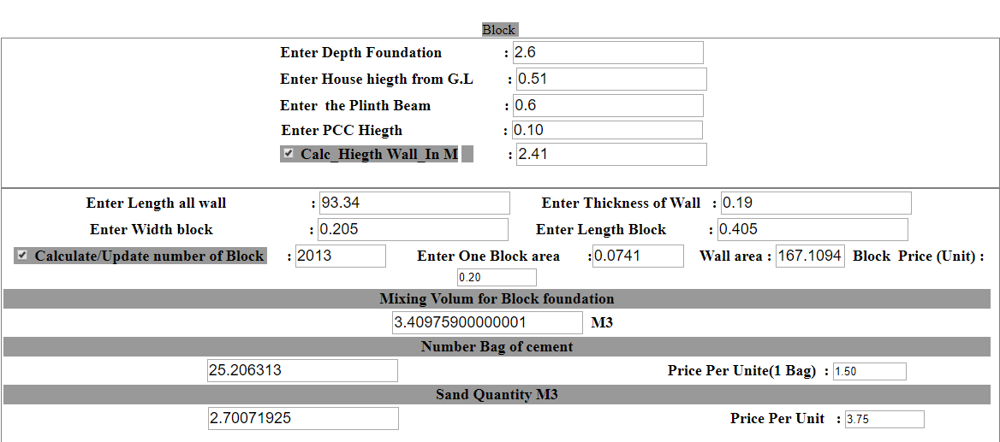 Block
Enter Depth Foundation : 2.6
Enter House hiegth from G.L : 0.51
Enter the Plinth Beam : 0.6
Enter PCC Hiegth : 0.10
Calc_Hiegth Wall_In M : 2.41
Enter Length all wall : 93.34 Enter Thickness of Wall : 0.19
Enter Width block : 0.205 Enter Length Block : 0.405
Calculate/Update number of Block : 2013 Enter One Block area :0.0741 Wall area : 167.1094 Block Price (Unit) :
0.20
Mixing Volum for Block foundation
3.40975900000001 M3
Number Bag of cement
25.206313 Price Per Unite(1 Bag) : 1.50
Sand Quantity M3
2.70071925 Price Per Unit : 3.75